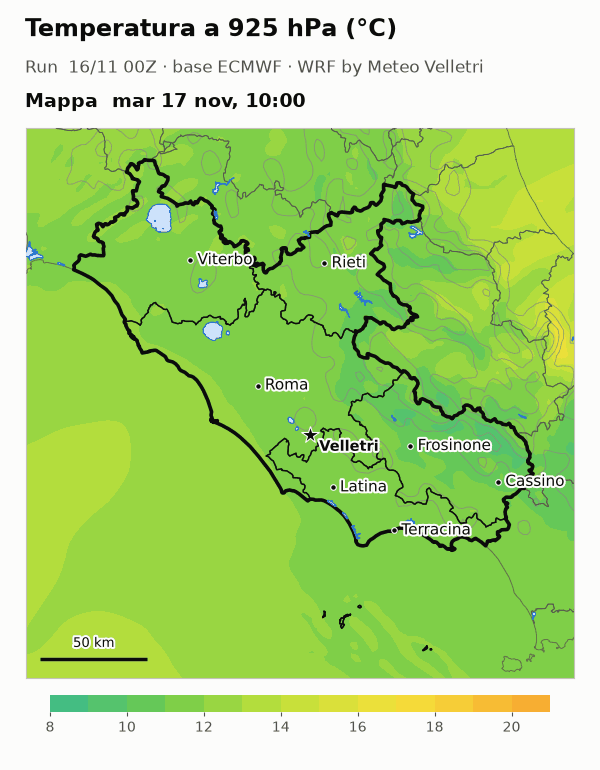 Temperatura a 925 hPa (°C)
Run  16/11 00Z · base ECMWF · WRF by Meteo Velletri
Mappa  mar 17 nov, 10:00
Viterbo
Rieti
Roma
Velletri
Frosinone
Latina
Cassino
Terracina
50 km
8 10 12 14 16 18 20